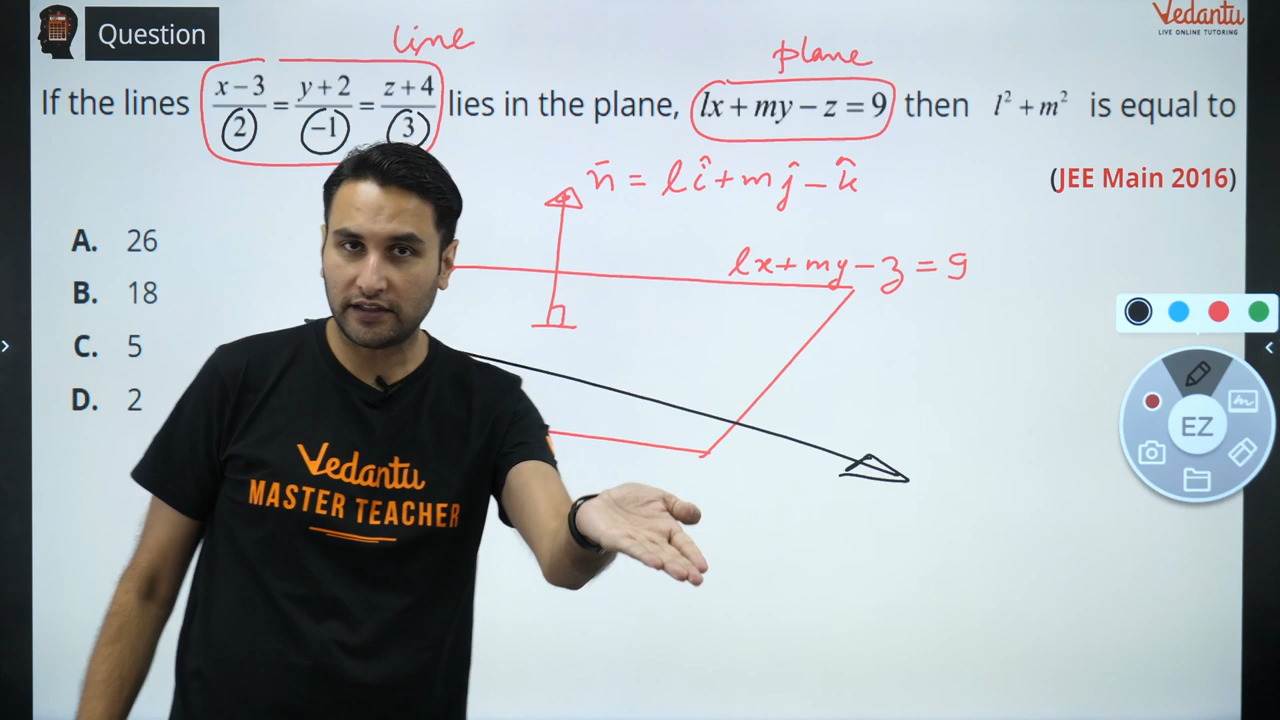 Question
line
plane
Vedantu
LIVE ONLINE TUTORING
If the lines (x−3)/2 = (y+2)/−1 = (z+4)/3 lies in the plane, lx + my − z = 9 then l² + m² is equal to
(JEE Main 2016)
n̄ = lî + mĵ − k̂
lx + my − z = 9
A. 26
B. 18
C. 5
D. 2
EZ
Vedantu
MASTER TEACHER